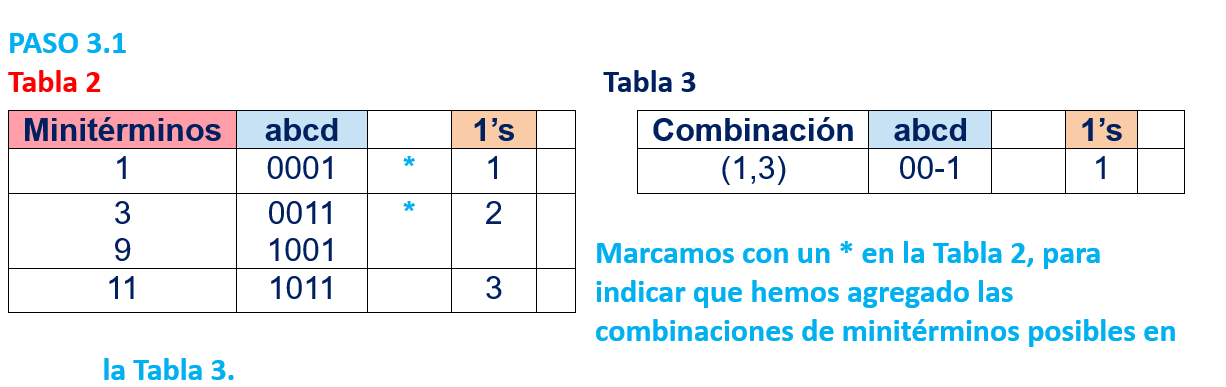 PASO 3.1
Tabla 2
Minitérminos abcd 1's
1 0001 * 1
3 0011 * 2
9 1001
11 1011 3
Tabla 3
Combinación abcd 1's
(1,3) 00-1 1
Marcamos con un * en la Tabla 2, para
indicar que hemos agregado las
combinaciones de minitérminos posibles en
la Tabla 3.